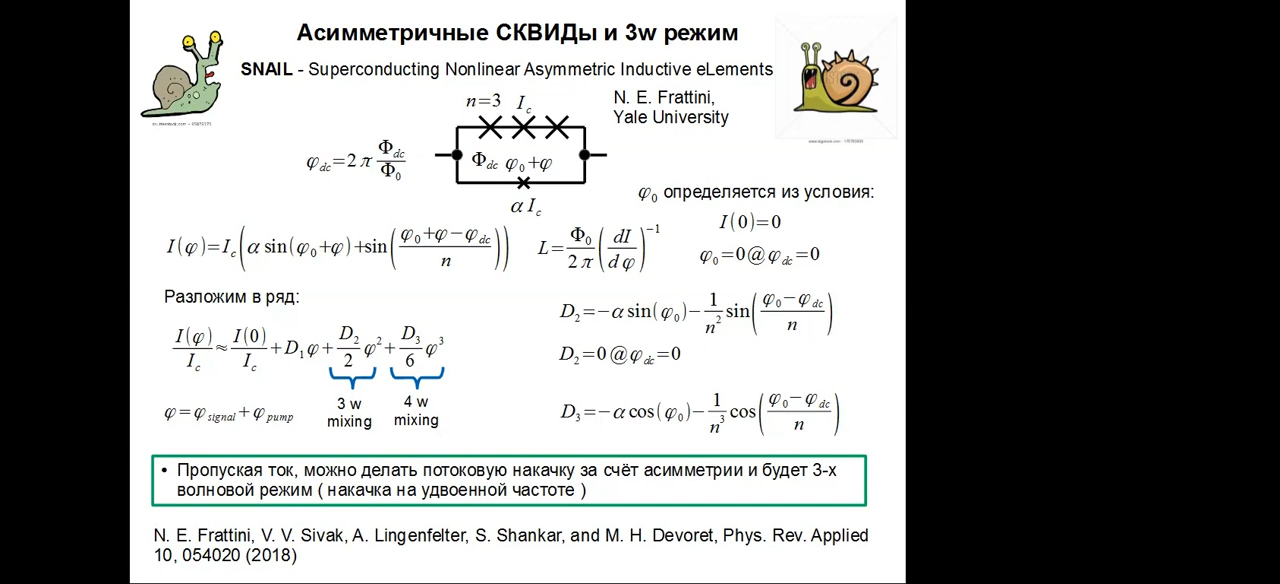 Асимметричные СКВИДы и 3w режим
SNAIL - Superconducting Nonlinear Asymmetric Inductive eLements
N. E. Frattini,
Yale University
n=3 I_c
φ_dc=2π Φ_dc/Φ_0
Φ_dc φ_0+φ
α I_c
φ_0 определяется из условия:
I(0)=0
φ_0=0@φ_dc=0
I(φ)=I_c(α sin(φ_0+φ)+sin((φ_0+φ−φ_dc)/n))
L=Φ_0/2π (dI/dφ)^−1
Разложим в ряд:
I(φ)/I_c≈I(0)/I_c+D_1φ+D_2/2 φ^2+D_3/6 φ^3
3 w
mixing
4 w
mixing
φ=φ_signal+φ_pump
D_2=−α sin(φ_0)−1/n^2 sin((φ_0−φ_dc)/n)
D_2=0@φ_dc=0
D_3=−α cos(φ_0)−1/n^3 cos((φ_0−φ_dc)/n)
• Пропуская ток, можно делать потоковую накачку за счёт асимметрии и будет 3-х
волновой режим ( накачка на удвоенной частоте )
N. E. Frattini, V. V. Sivak, A. Lingenfelter, S. Shankar, and M. H. Devoret, Phys. Rev. Applied
10, 054020 (2018)